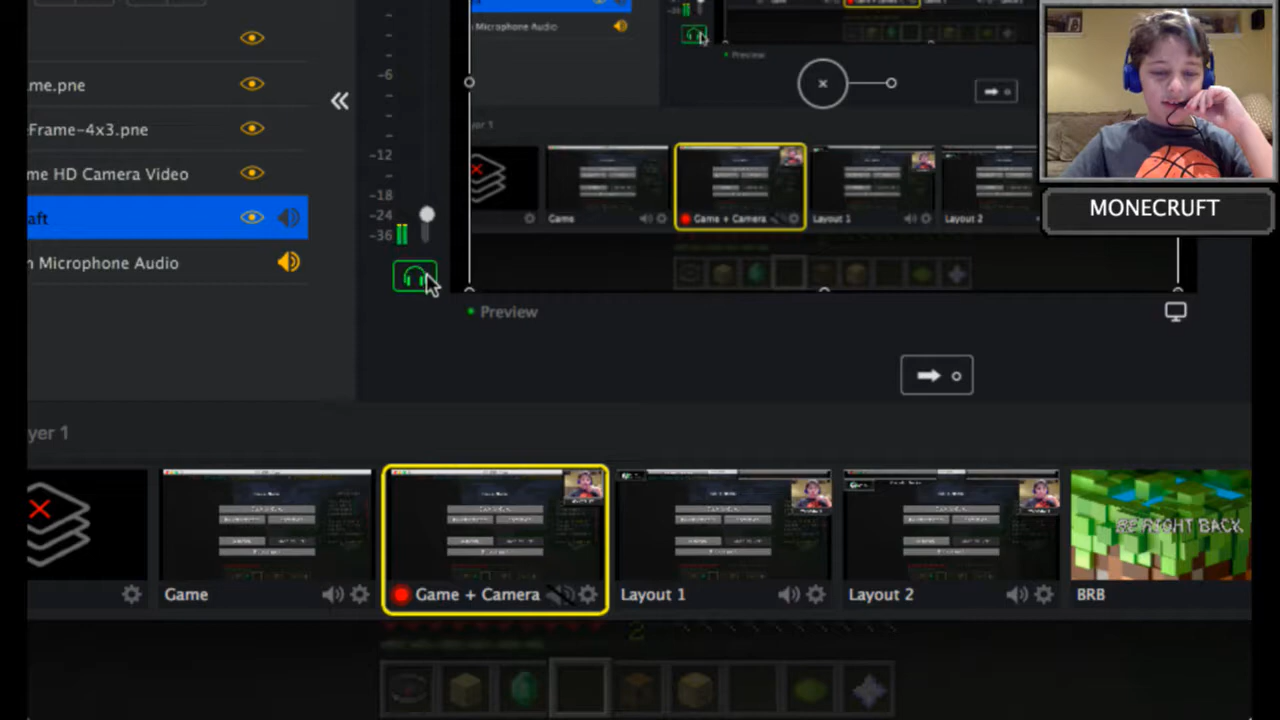 Microphone Audio
-36
Preview
yer 1
Game
Game + Camera
Layout 1
Layout 2
MONECRUFT
me.pne
Frame-4x3.pne
me HD Camera Video
aft
n Microphone Audio
-6
-12
-18
-24
-36
Preview
yer 1
Game
Game + Camera
Layout 1
Layout 2
BRB
BE RIGHT BACK
2